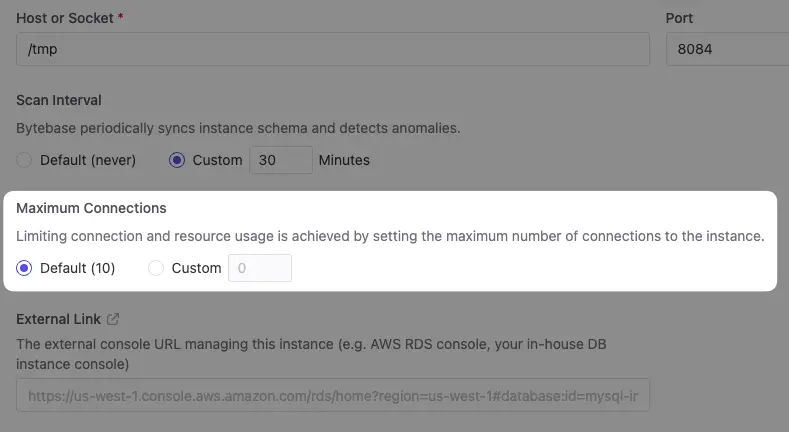 Host or Socket *
Port
/tmp
8084
Scan Interval
Bytebase periodically syncs instance schema and detects anomalies.
Default (never) Custom 30 Minutes
Maximum Connections
Limiting connection and resource usage is achieved by setting the maximum number of connections to the instance.
Default (10) Custom 0
External Link
The external console URL managing this instance (e.g. AWS RDS console, your in-house DB
instance console)
https://us-west-1.console.aws.amazon.com/rds/home?region=us-west-1#database:id=mysql-ir